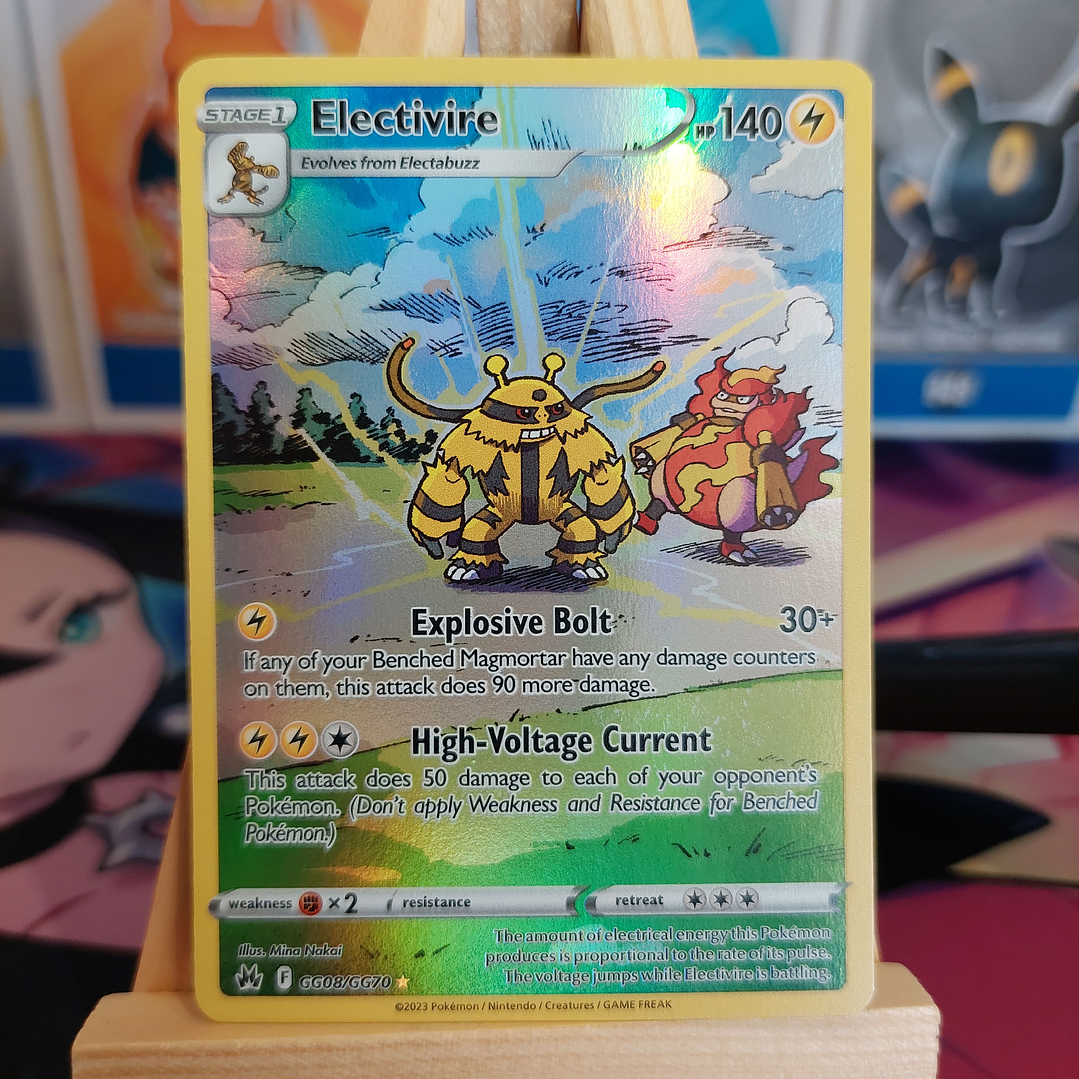 STAGE 1
Electivire
HP 140
Evolves from Electabuzz
Explosive Bolt 30+
If any of your Benched Magmortar have any damage counters
on them, this attack does 90 more damage.
High-Voltage Current
This attack does 50 damage to each of your opponent's
Pokémon. (Don't apply Weakness and Resistance for Benched
Pokémon.)
weakness ×2 resistance retreat
The amount of electrical energy this Pokémon
produces is proportional to the rate of its pulse.
The voltage jumps while Electivire is battling.
Illus. Mina Nakai
F GG08/GG70
©2023 Pokémon / Nintendo / Creatures / GAME FREAK